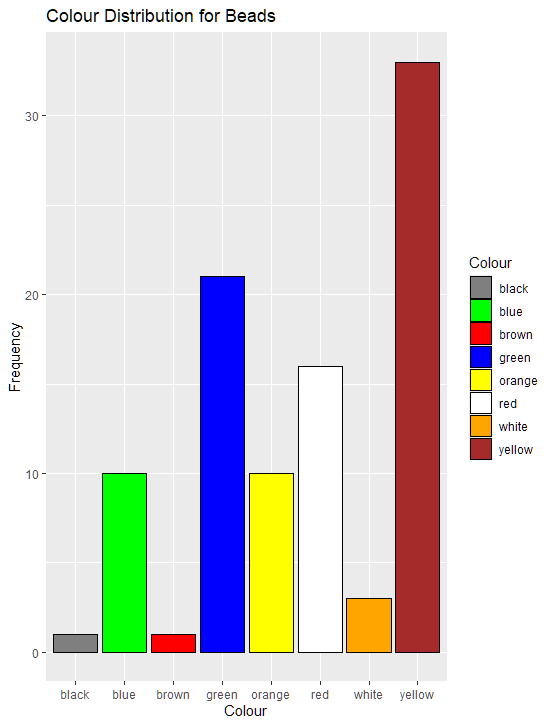 Colour Distribution for Beads
Frequency
30
20
10
0
black blue brown green orange red white yellow
Colour
Colour
black
blue
brown
green
orange
red
white
yellow